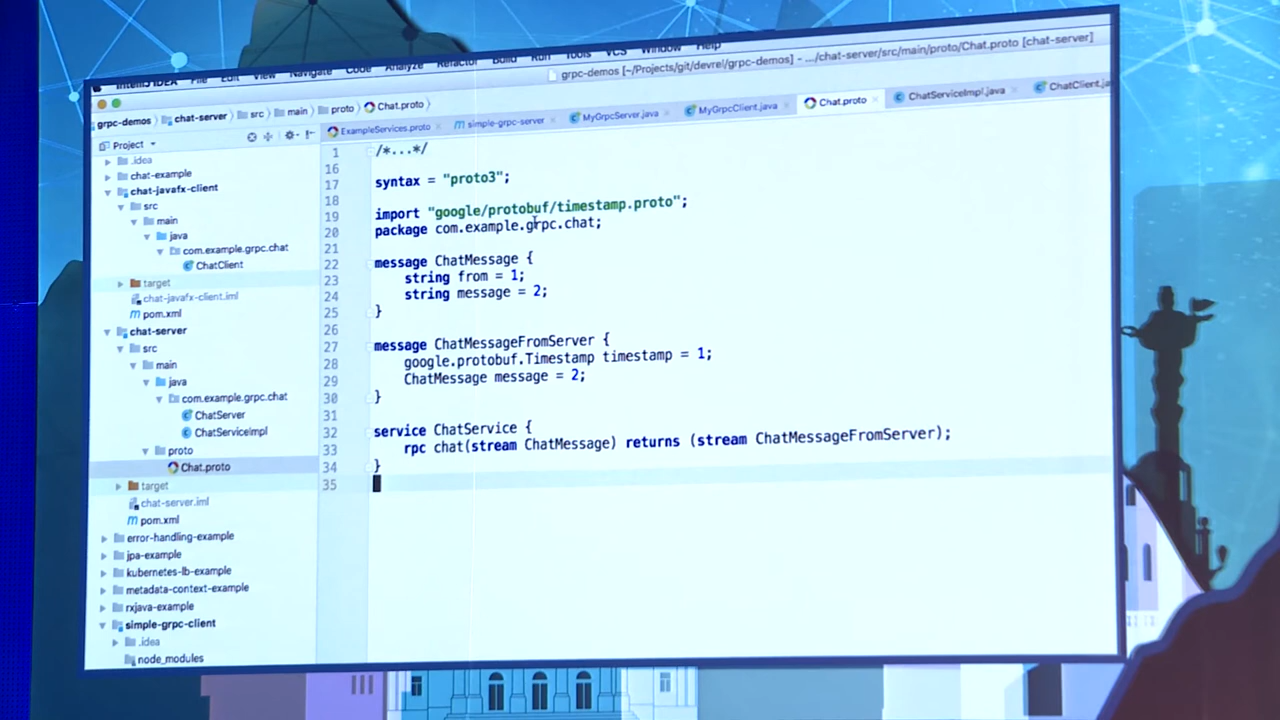 IntelliJ IDEA File Edit View Navigate Code Analyze Refactor Build Run Tools VCS Window Help
grpc-demos [~/Projects/git/devrel/grpc-demos] - .../chat-server/src/main/proto/Chat.proto [chat-server]
grpc-demos chat-server src main proto Chat.proto
Project
ExampleServices.proto simple-grpc-server MyGrpcServer.java MyGrpcClient.java Chat.proto ChatServiceImpl.java ChatClient.ja
.idea
chat-example
chat-javafx-client
src
main
java
com.example.grpc.chat
ChatClient
target
chat-javafx-client.iml
pom.xml
chat-server
src
main
java
com.example.grpc.chat
ChatServer
ChatServiceImpl
proto
Chat.proto
target
chat-server.iml
pom.xml
error-handling-example
jpa-example
kubernetes-lb-example
metadata-context-example
rxjava-example
simple-grpc-client
.idea
node_modules
1 /*...*/
16
17 syntax = "proto3";
18
19 import "google/protobuf/timestamp.proto";
20 package com.example.grpc.chat;
21
22 message ChatMessage {
23 string from = 1;
24 string message = 2;
25 }
26
27 message ChatMessageFromServer {
28 google.protobuf.Timestamp timestamp = 1;
29 ChatMessage message = 2;
30 }
31
32 service ChatService {
33 rpc chat(stream ChatMessage) returns (stream ChatMessageFromServer);
34 }
35